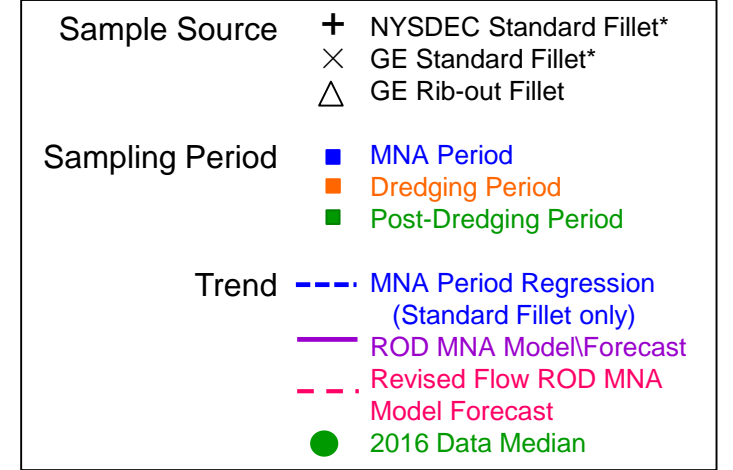 Sample Source NYSDEC Standard Fillet*
GE Standard Fillet*
GE Rib-out Fillet
Sampling Period MNA Period
Dredging Period
Post-Dredging Period
Trend MNA Period Regression
(Standard Fillet only)
ROD MNA Model\Forecast
Revised Flow ROD MNA
Model Forecast
2016 Data Median